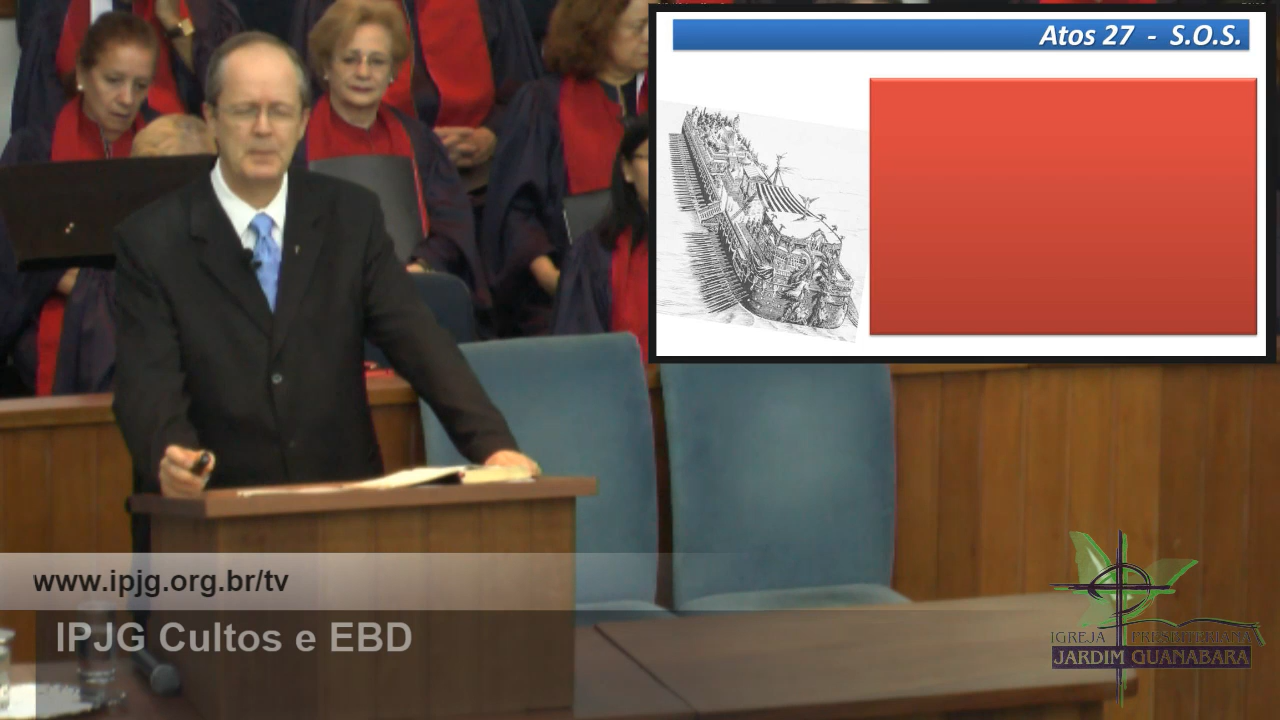 Atos 27 - S.O.S.
www.ipjg.org.br/tv
IPJG Cultos e EBD
IGREJA PRESBITERIANA
JARDIM GUANABARA